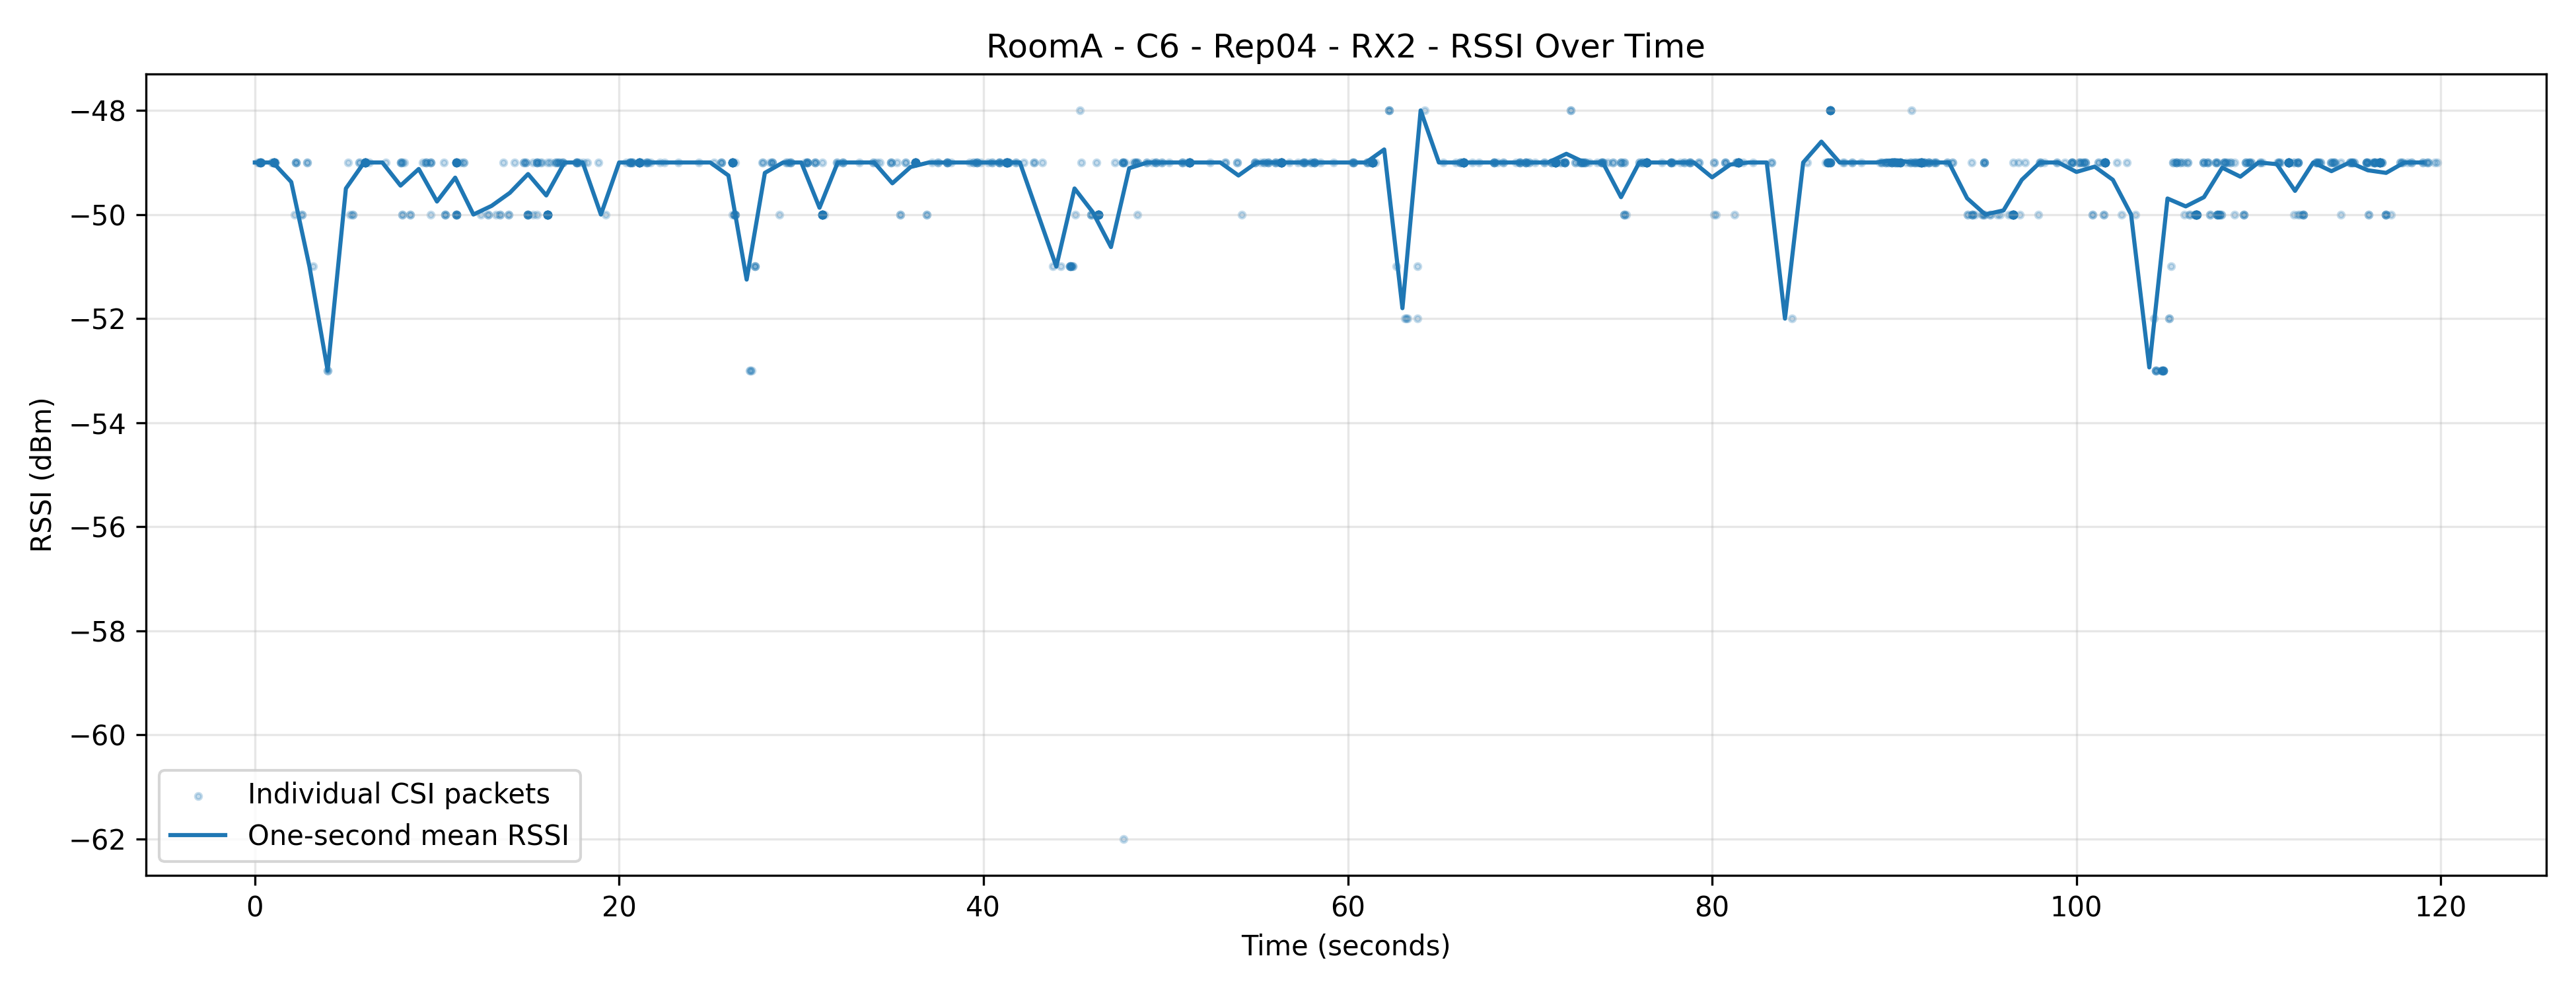 RoomA - C6 - Rep04 - RX2 - RSSI Over Time
RSSI (dBm)
−48
−50
−52
−54
−56
−58
−60
−62
Individual CSI packets
One-second mean RSSI
0 20 40 60 80 100 120
Time (seconds)